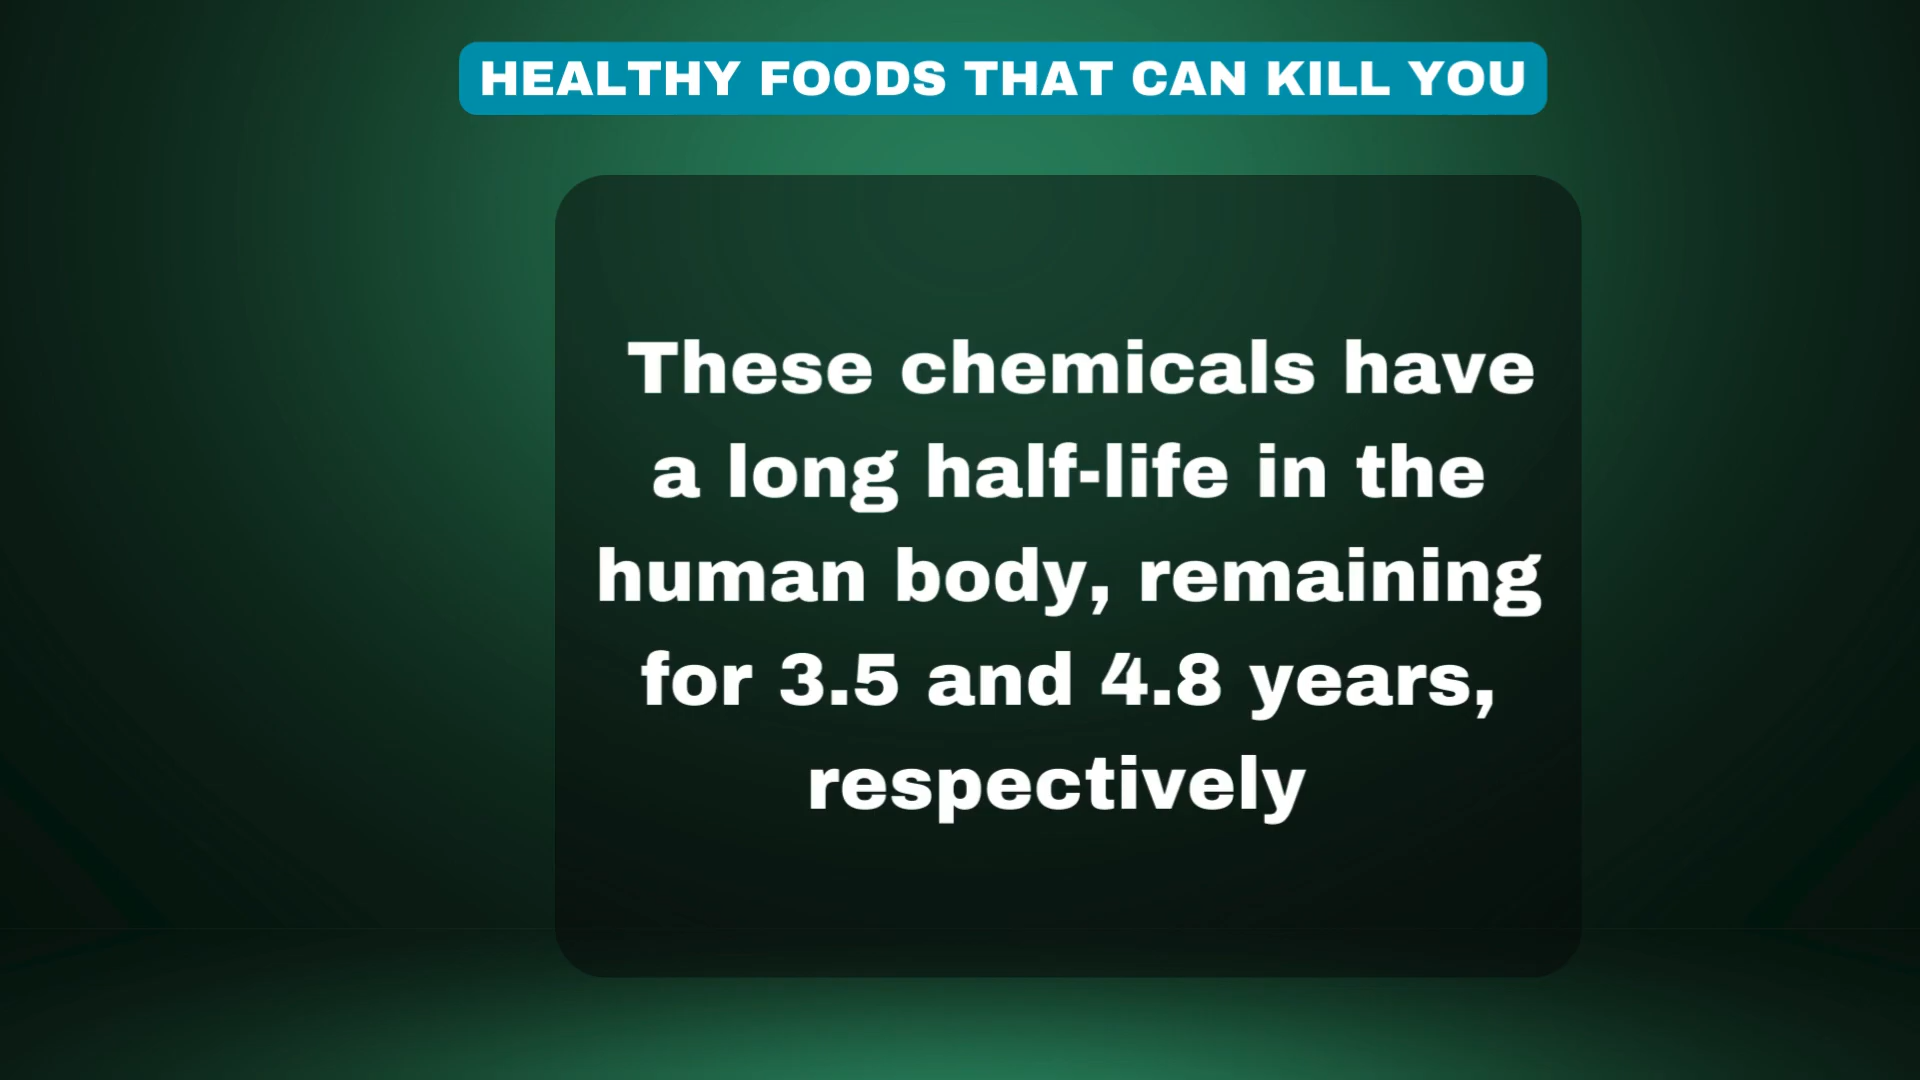 HEALTHY FOODS THAT CAN KILL YOU
These chemicals have
a long half-life in the
human body, remaining
for 3.5 and 4.8 years,
respectively